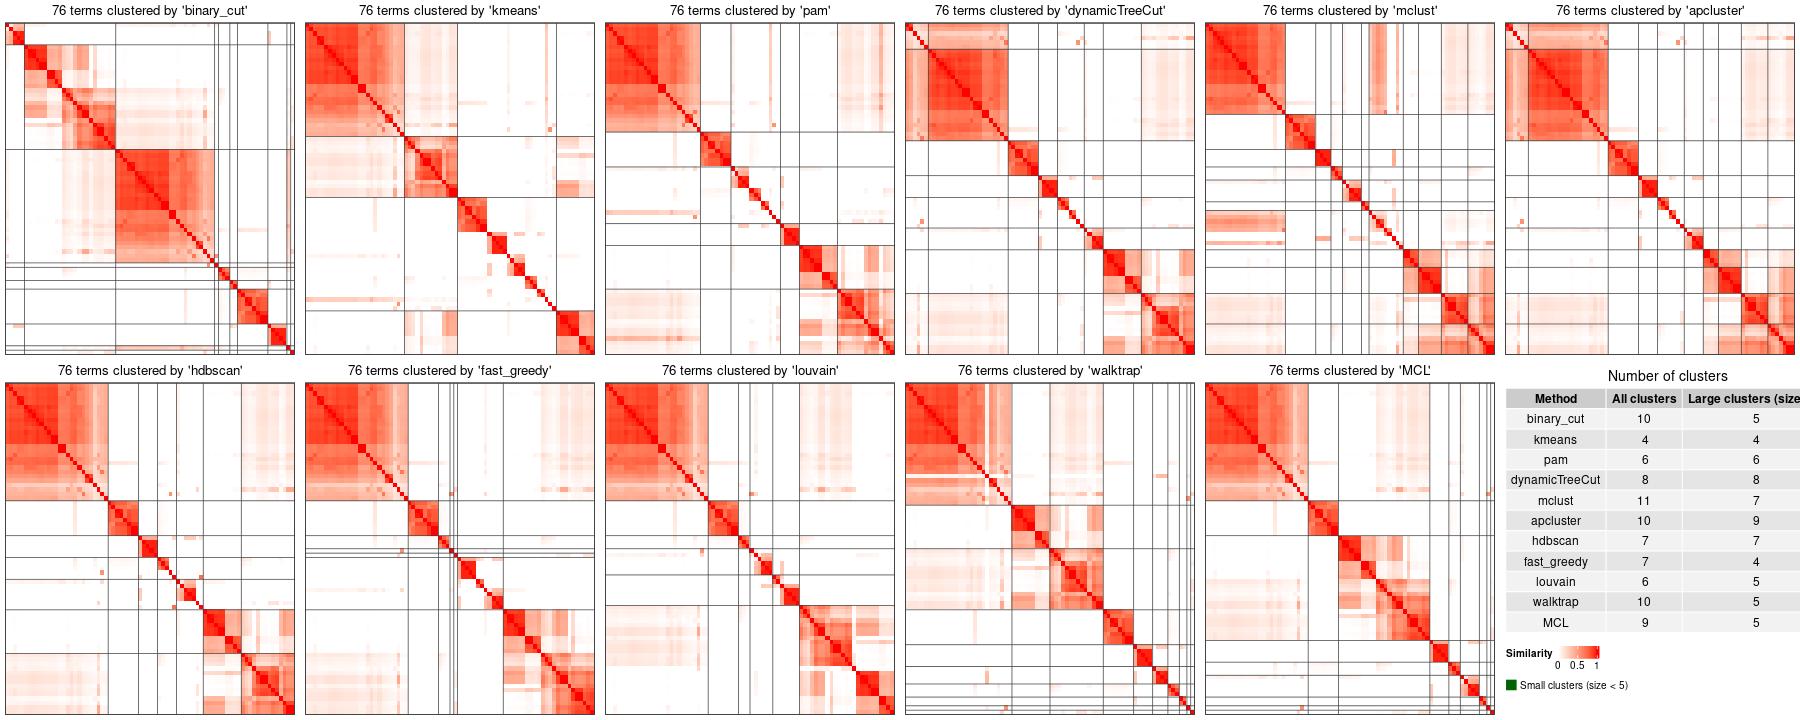 76 terms clustered by 'binary_cut'
76 terms clustered by 'kmeans'
76 terms clustered by 'pam'
76 terms clustered by 'dynamicTreeCut'
76 terms clustered by 'mclust'
76 terms clustered by 'apcluster'
76 terms clustered by 'hdbscan'
76 terms clustered by 'fast_greedy'
76 terms clustered by 'louvain'
76 terms clustered by 'walktrap'
76 terms clustered by 'MCL'
Number of clusters
Method All clusters Large clusters (size
binary_cut 10 5
kmeans 4 4
pam 6 6
dynamicTreeCut 8 8
mclust 11 7
apcluster 10 9
hdbscan 7 7
fast_greedy 7 4
louvain 6 5
walktrap 10 5
MCL 9 5
Similarity
0 0.5 1
Small clusters (size < 5)